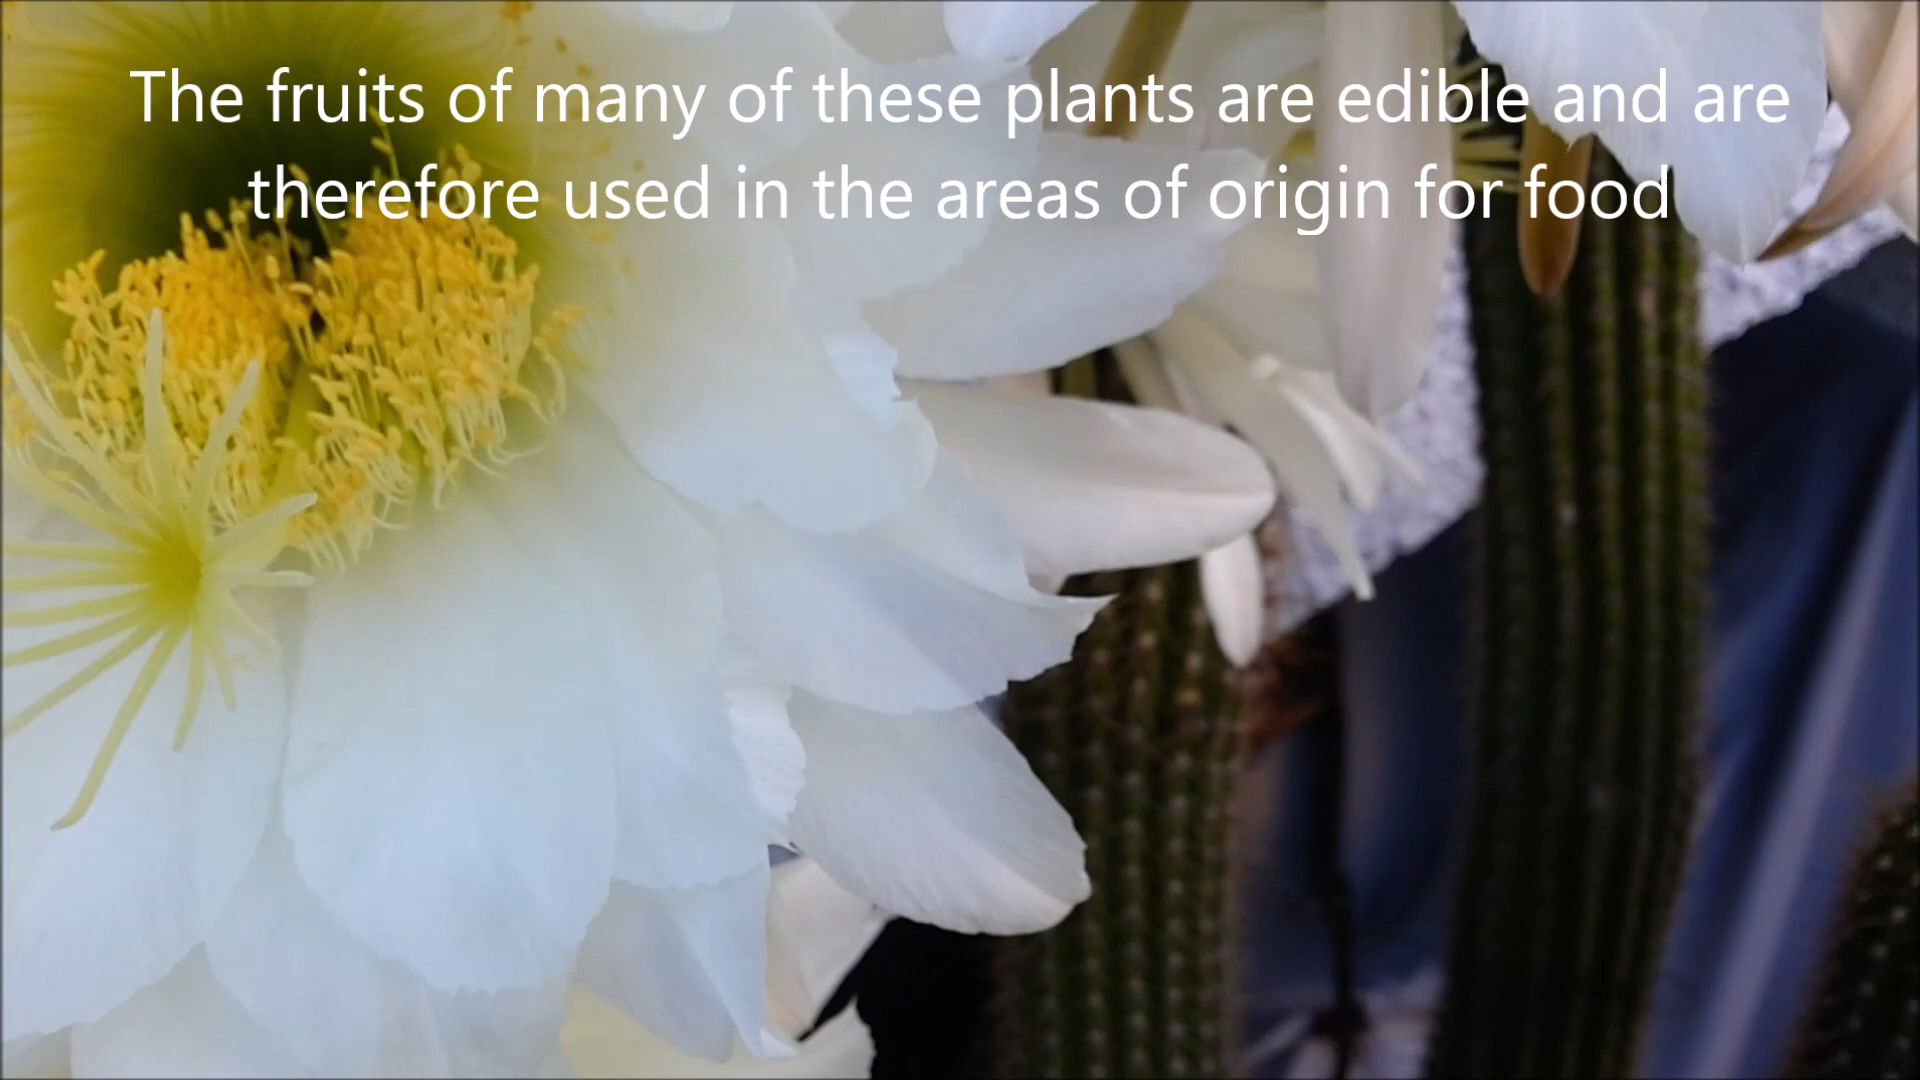 The fruits of many of these plants are edible and are
therefore used in the areas of origin for food